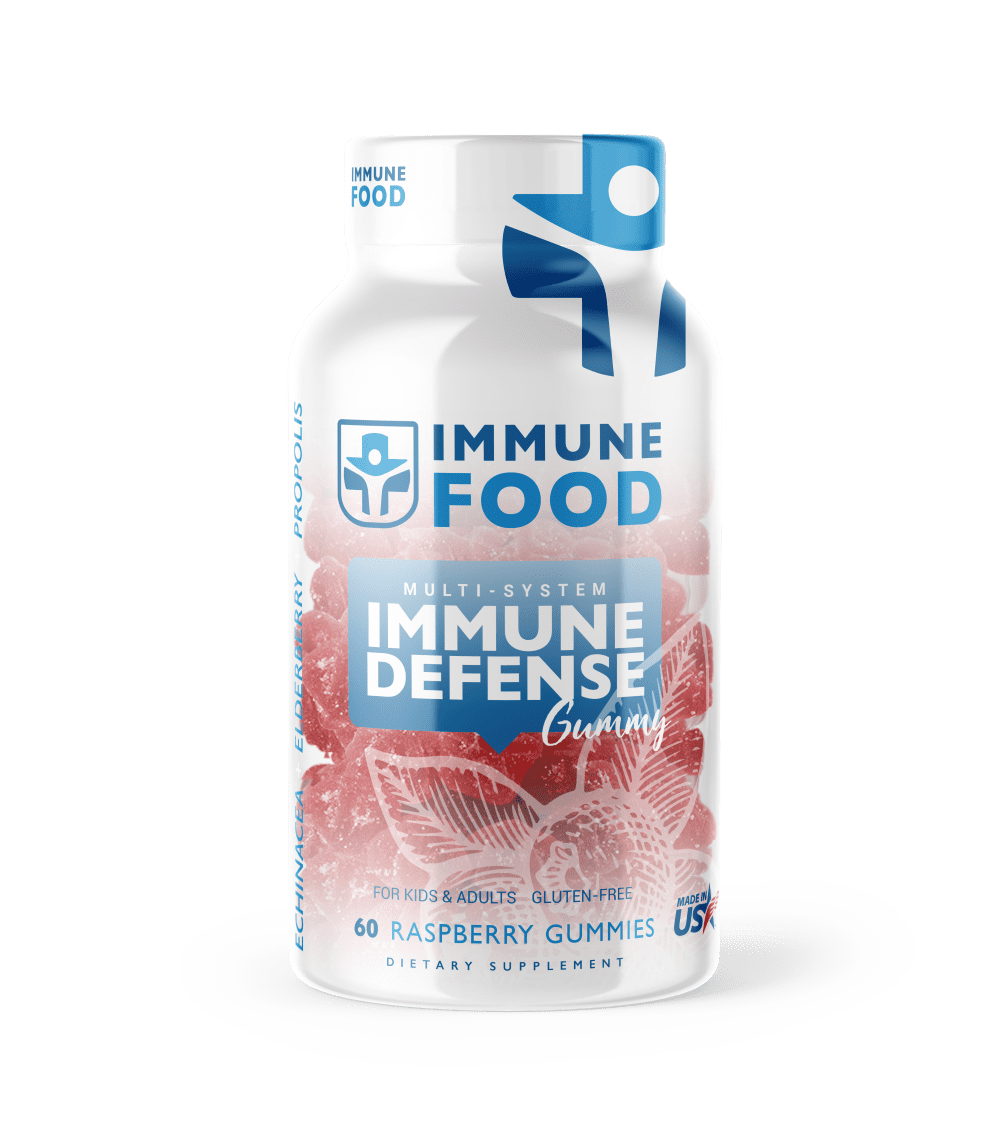 IMMUNE
FOOD
IMMUNE
FOOD
MULTI-SYSTEM
IMMUNE
DEFENSE
Gummy
ECHINACEA ELDERBERRY PROPOLIS
FOR KIDS & ADULTS GLUTEN-FREE
60 RASPBERRY GUMMIES
DIETARY SUPPLEMENT
MADE IN
USA